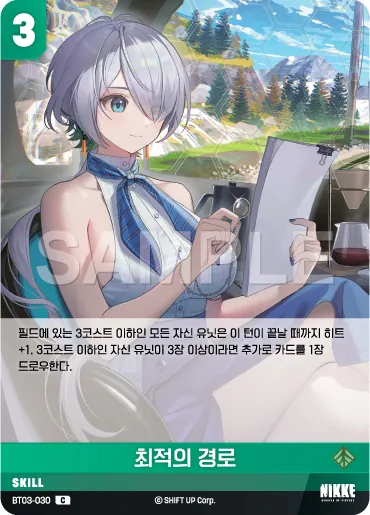 3
SAMPLE
필드에 있는 3코스트 이하인 모든 자신 유닛은 이 턴이 끝날 때까지 히트
+1. 3코스트 이하인 자신 유닛이 3장 이상이라면 추가로 카드를 1장
드로우한다.
최적의 경로
SKILL
BT03-030 C
© SHIFT UP Corp.
NIKKE